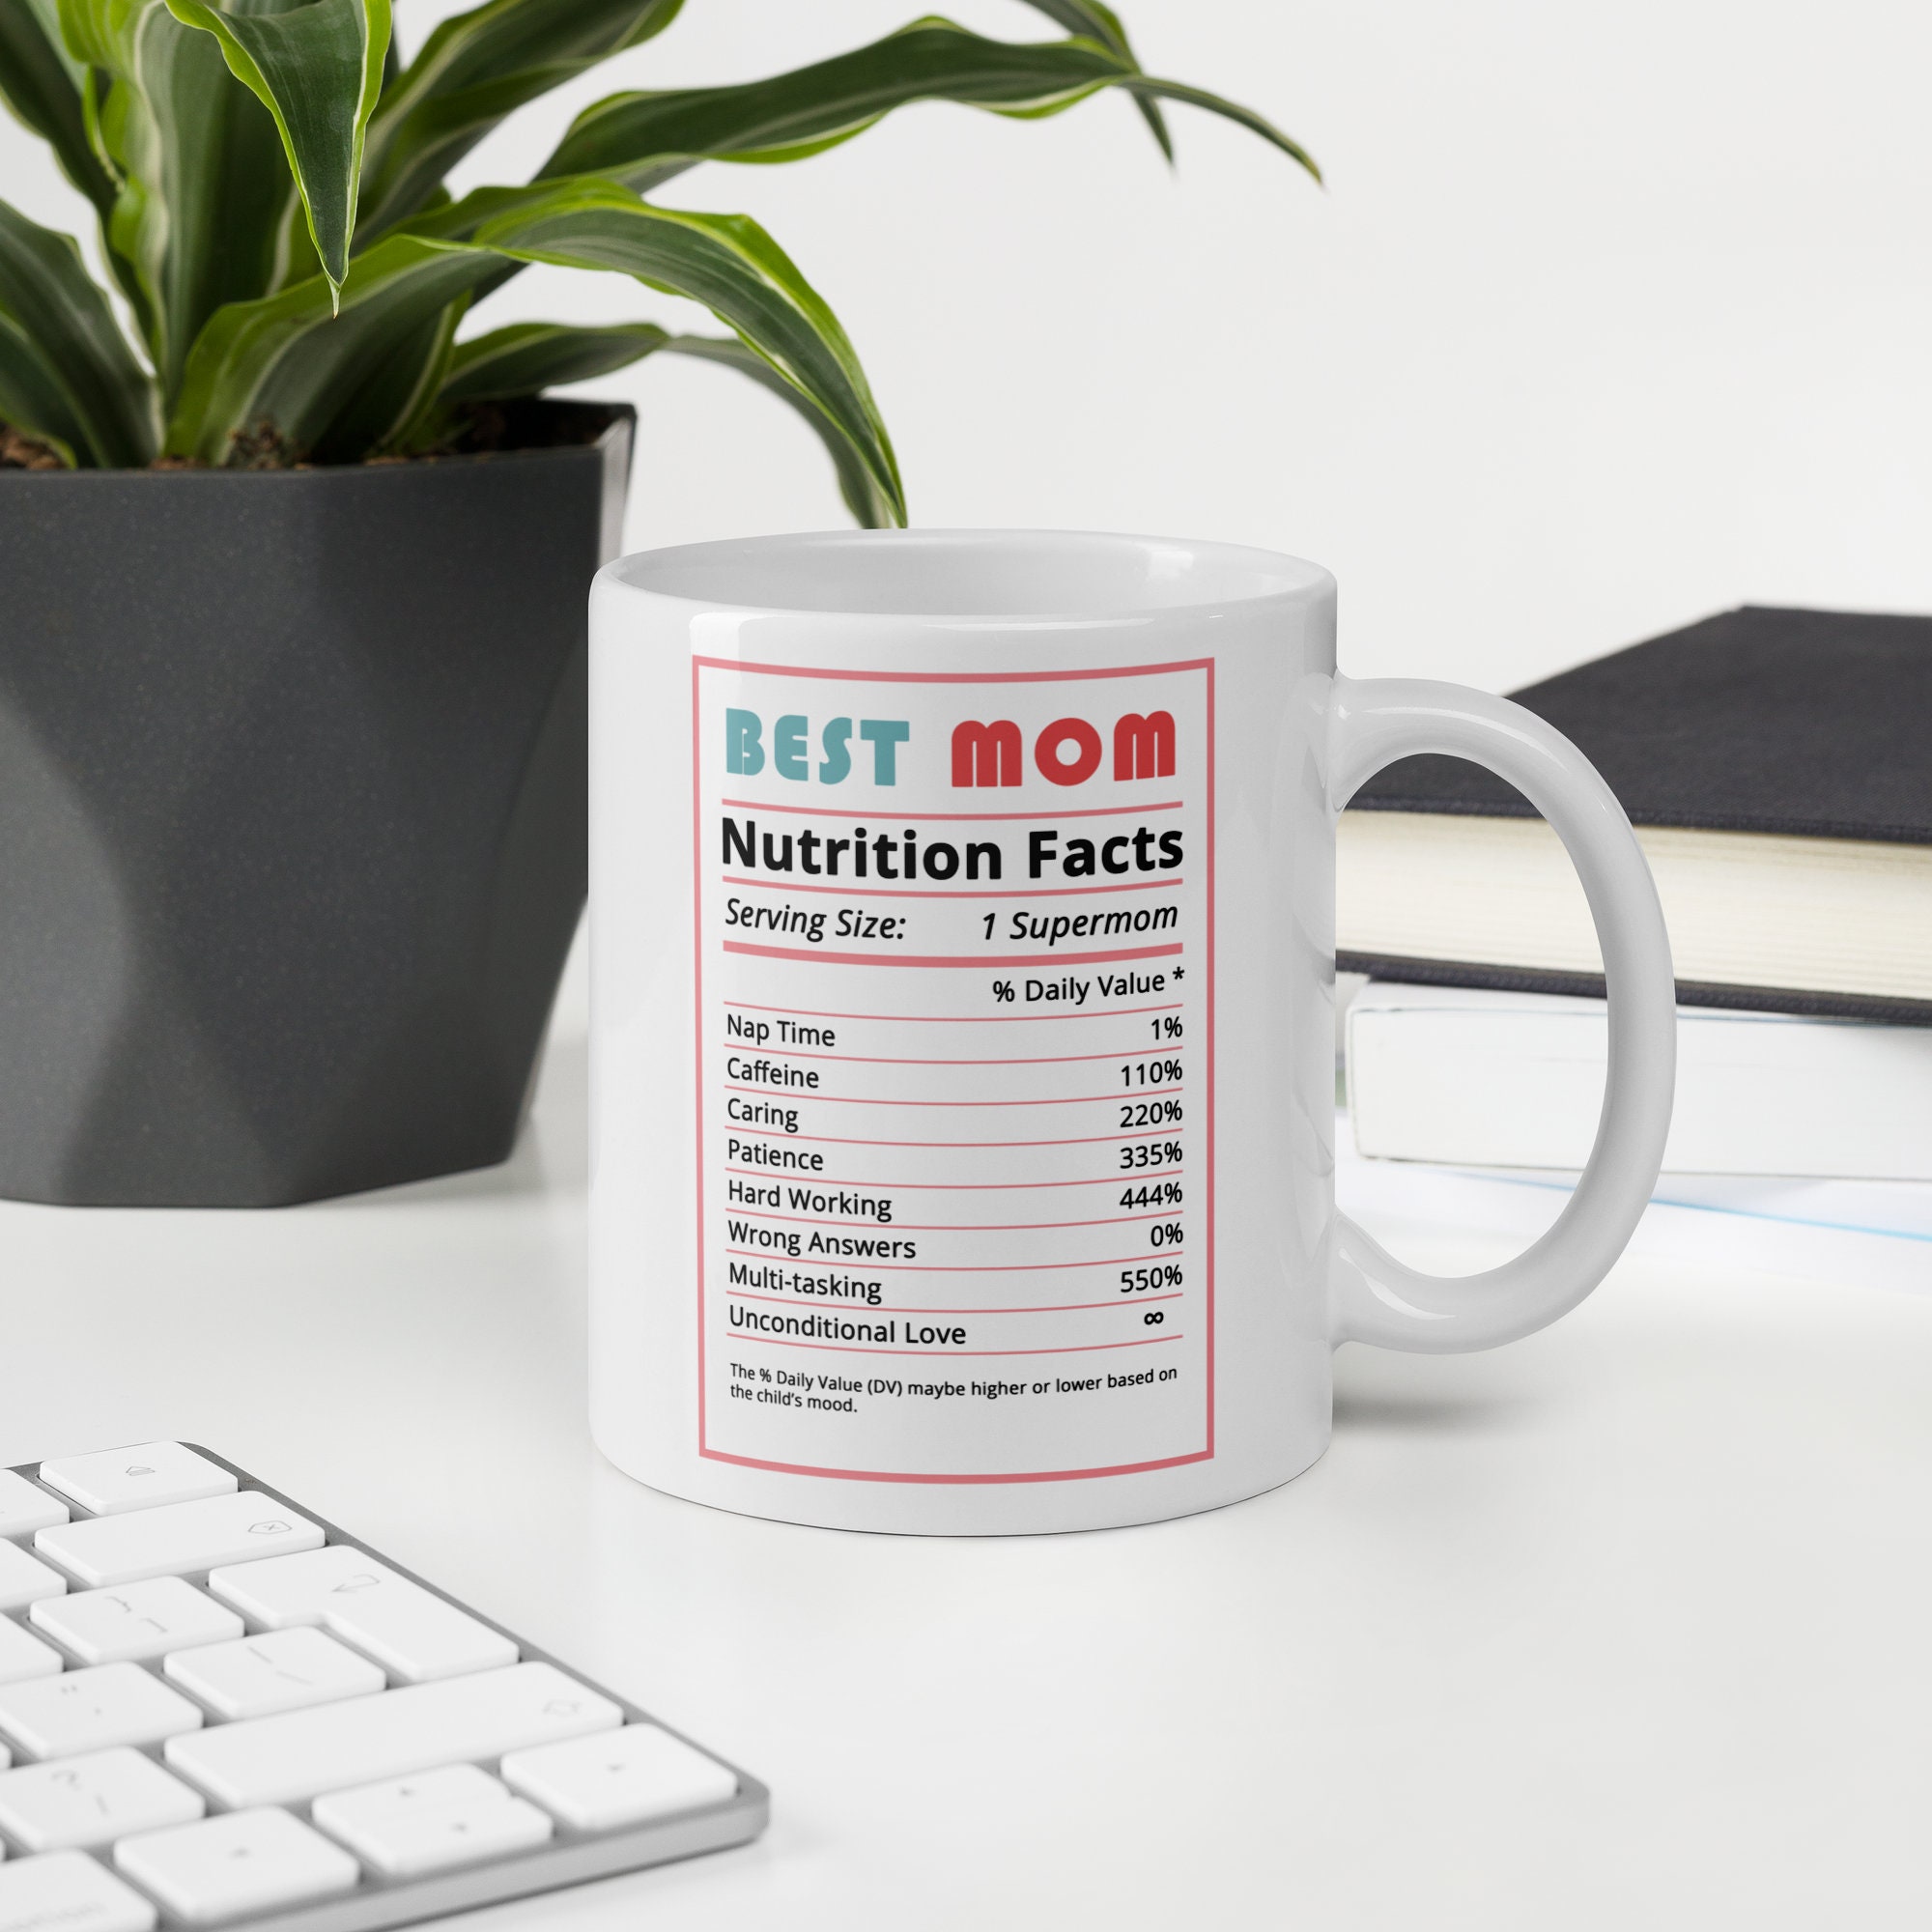 BEST MOM
Nutrition Facts
Serving Size: 1 Supermom
% Daily Value *
Nap Time 1%
Caffeine 110%
Caring 220%
Patience 335%
Hard Working 444%
Wrong Answers 0%
Multi-tasking 550%
Unconditional Love ∞
The % Daily Value (DV) maybe higher or lower based on
the child's mood.